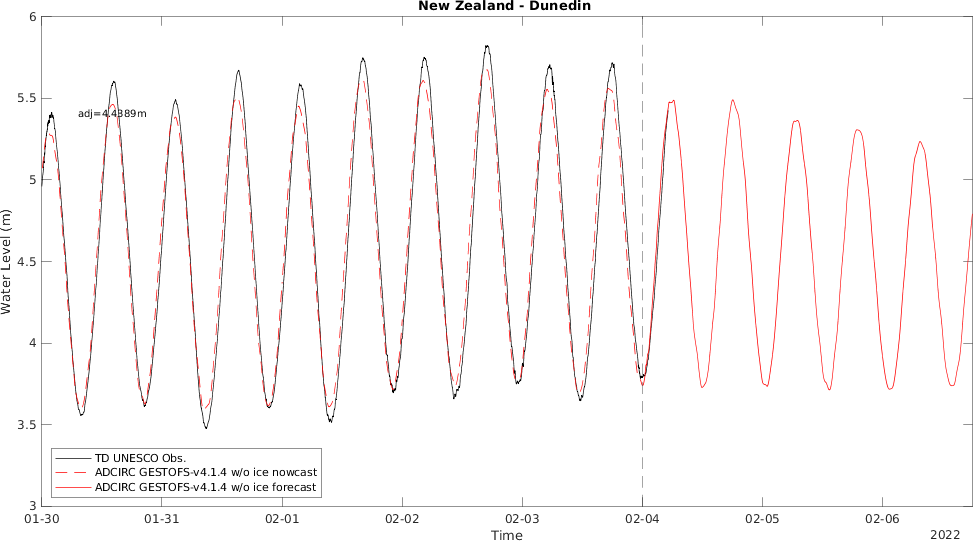 New Zealand - Dunedin
6
5.5
5
4.5
4
3.5
3
Water Level (m)
adj=4.4389m
TD UNESCO Obs.
ADCIRC GESTOFS-v4.1.4 w/o ice nowcast
ADCIRC GESTOFS-v4.1.4 w/o ice forecast
01-30 01-31 02-01 02-02 02-03 02-04 02-05 02-06
Time
2022